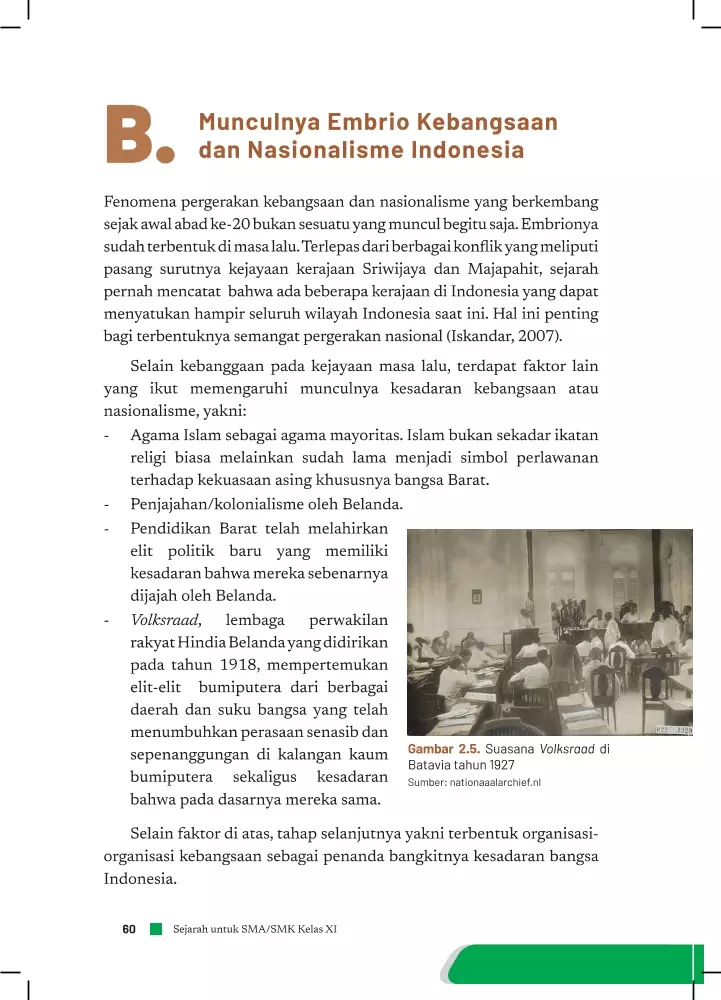 B.
Munculnya Embrio Kebangsaan
dan Nasionalisme Indonesia
Fenomena pergerakan kebangsaan dan nasionalisme yang berkembang
sejak awal abad ke-20 bukan sesuatu yang muncul begitu saja. Embrionya
sudah terbentuk di masa lalu. Terlepas dari berbagai konflik yang meliputi
pasang surutnya kejayaan kerajaan Sriwijaya dan Majapahit, sejarah
pernah mencatat bahwa ada beberapa kerajaan di Indonesia yang dapat
menyatukan hampir seluruh wilayah Indonesia saat ini. Hal ini penting
bagi terbentuknya semangat pergerakan nasional (Iskandar, 2007).
Selain kebanggaan pada kejayaan masa lalu, terdapat faktor lain
yang ikut memengaruhi munculnya kesadaran kebangsaan atau
nasionalisme, yakni:
- Agama Islam sebagai agama mayoritas. Islam bukan sekadar ikatan
religi biasa melainkan sudah lama menjadi simbol perlawanan
terhadap kekuasaan asing khususnya bangsa Barat.
- Penjajahan/kolonialisme oleh Belanda.
- Pendidikan Barat telah melahirkan
elit politik baru yang memiliki
kesadaran bahwa mereka sebenarnya
dijajah oleh Belanda.
- Volksraad, lembaga perwakilan
rakyat Hindia Belanda yang didirikan
pada tahun 1918, mempertemukan
elit-elit bumiputera dari berbagai
daerah dan suku bangsa yang telah
menumbuhkan perasaan senasib dan
sepenanggungan di kalangan kaum
bumiputera sekaligus kesadaran
bahwa pada dasarnya mereka sama.
022 1329
Gambar 2.5. Suasana Volksraad di
Batavia tahun 1927
Sumber: nationaaalarchief.nl
Selain faktor di atas, tahap selanjutnya yakni terbentuk organisasi-
organisasi kebangsaan sebagai penanda bangkitnya kesadaran bangsa
Indonesia.
60 Sejarah untuk SMA/SMK Kelas XI